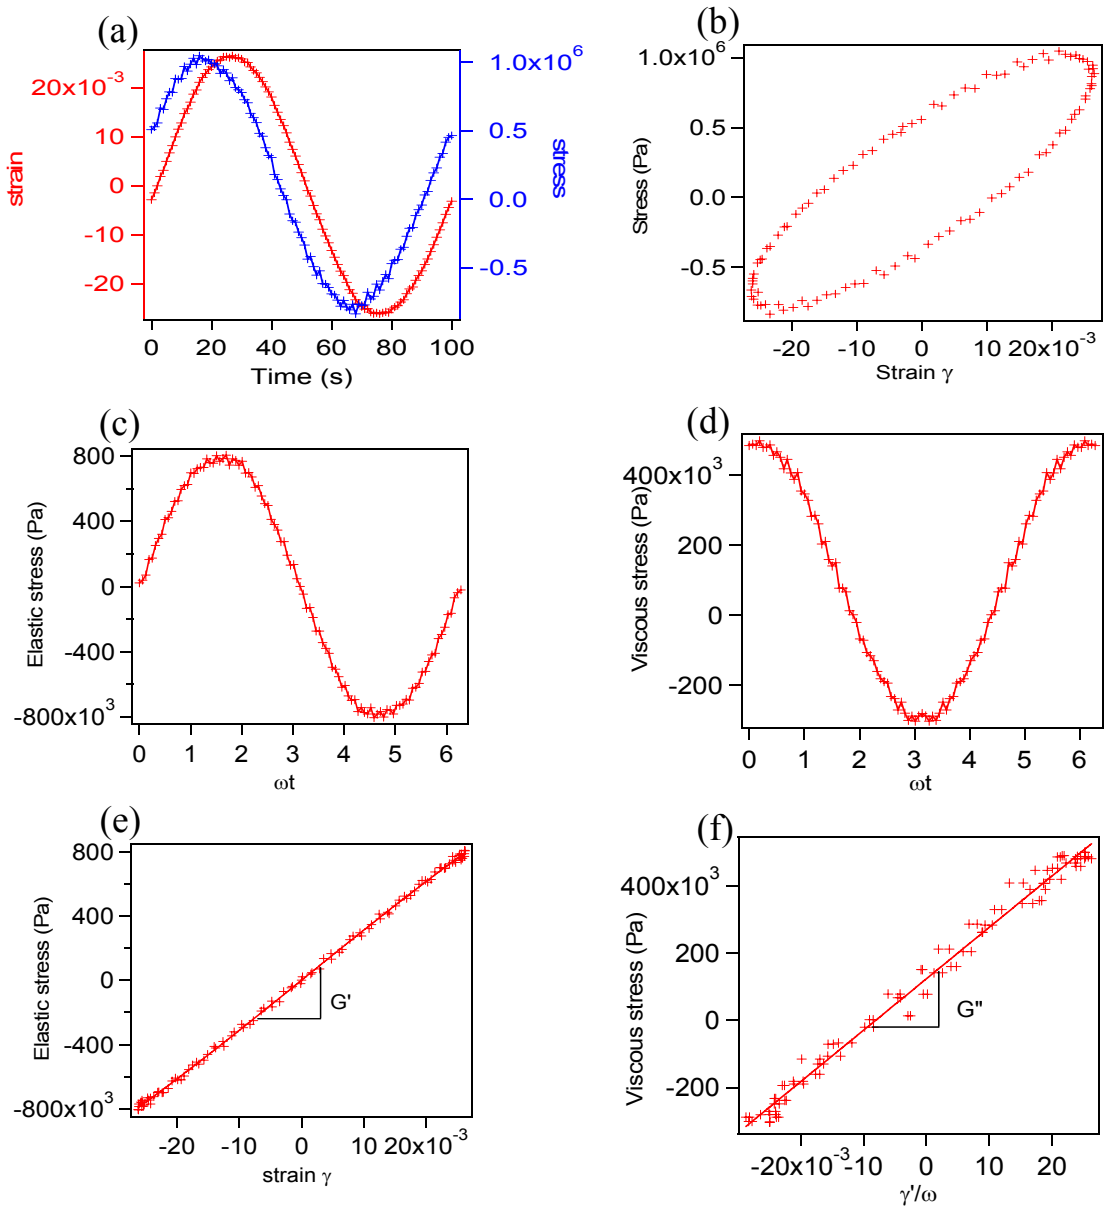 (a)
20x10-3
10
0
-10
-20
strain
1.0x106
0.5
0.0
-0.5
stress
0 20 40 60 80 100
Time (s)
(b)
1.0x106
0.5
0.0
-0.5
Stress (Pa)
-20 -10 0 10 20x10-3
Strain γ
(c)
800
400
0
-400
-800x103
Elastic stress (Pa)
0 1 2 3 4 5 6
ωt
(d)
400x103
200
0
-200
Viscous stress (Pa)
0 1 2 3 4 5 6
ωt
(e)
800
400
0
-400
-800x103
Elastic stress (Pa)
G'
-20 -10 0 10 20x10-3
strain γ
(f)
400x103
200
0
-200
Viscous stress (Pa)
G"
-20x10-3 -10 0 10 20
γ'/ω